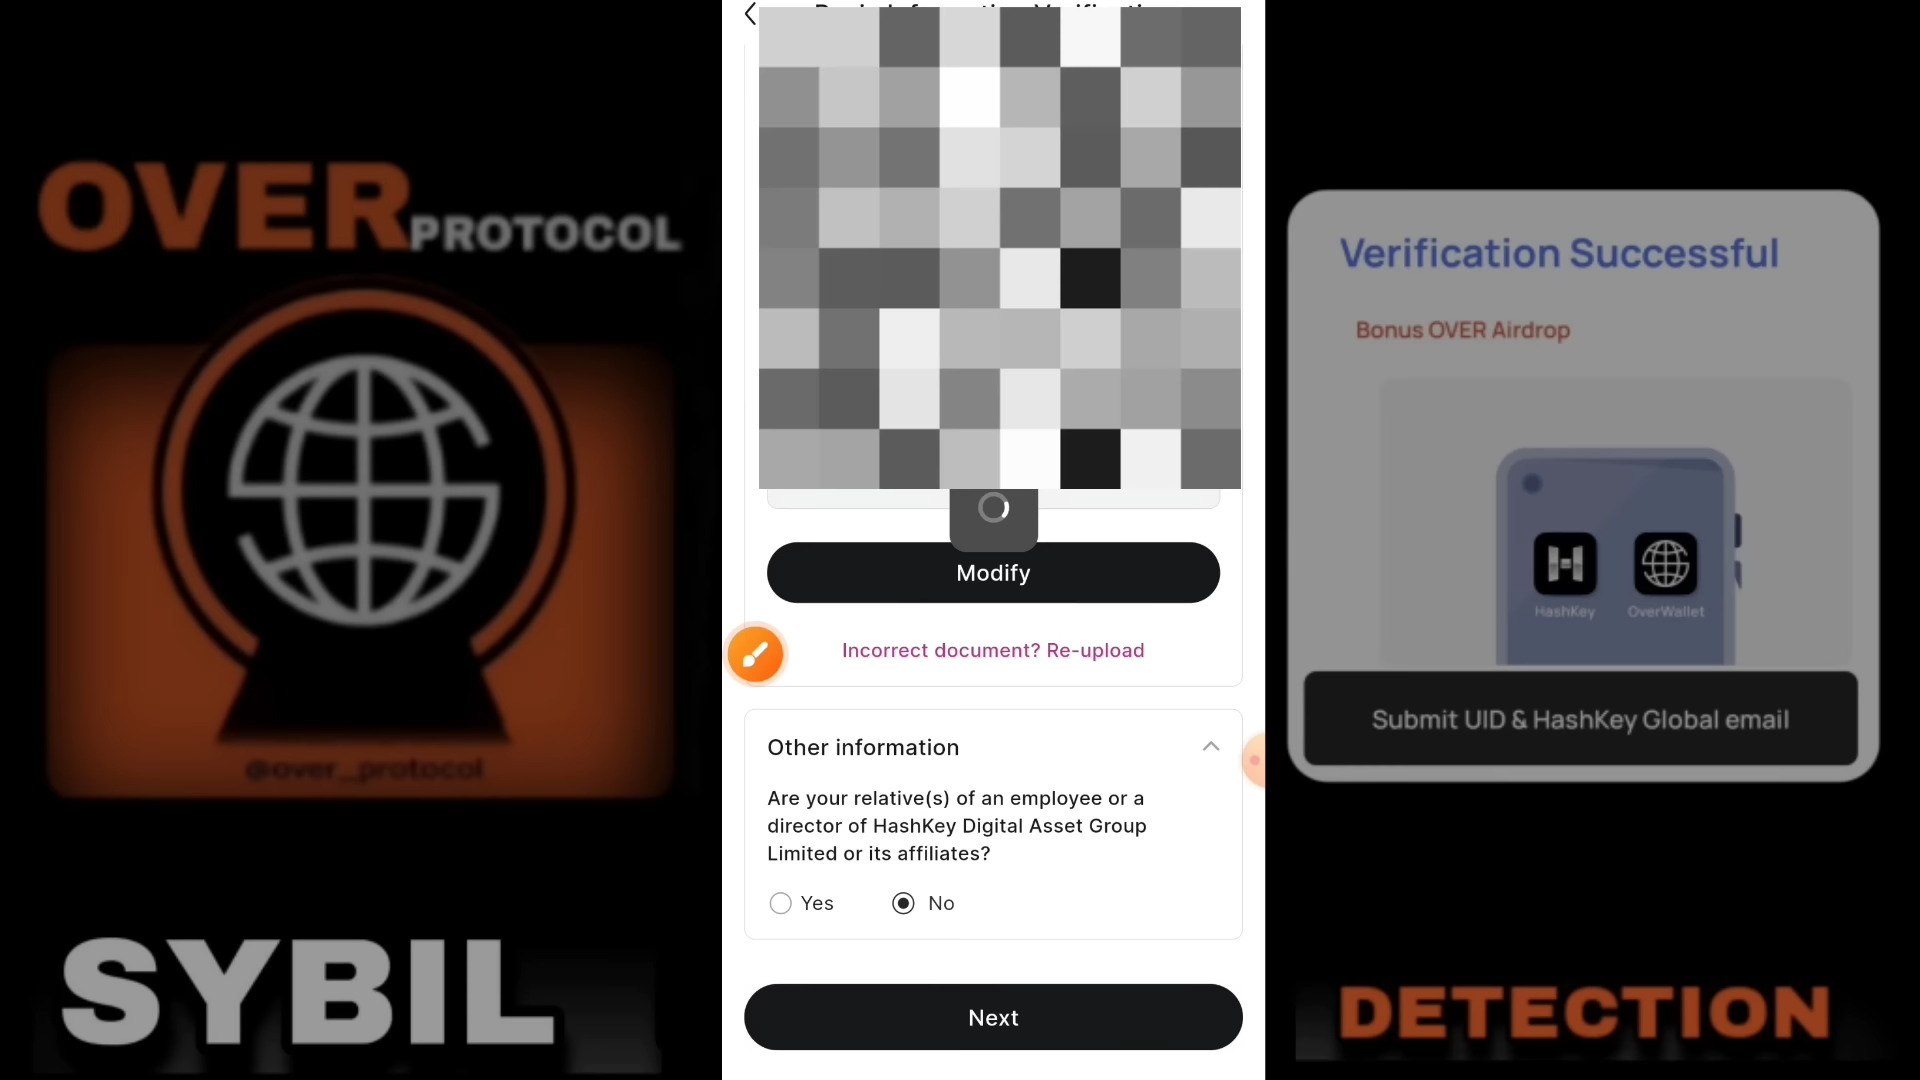 OVER PROTOCOL
@over_protocol
SYBIL
Modify
Incorrect document? Re-upload
Other information
Are your relative(s) of an employee or a
director of HashKey Digital Asset Group
Limited or its affiliates?
Yes
No
Next
Verification Successful
Bonus OVER Airdrop
HashKey
OverWallet
Submit UID & HashKey Global email
DETECTION